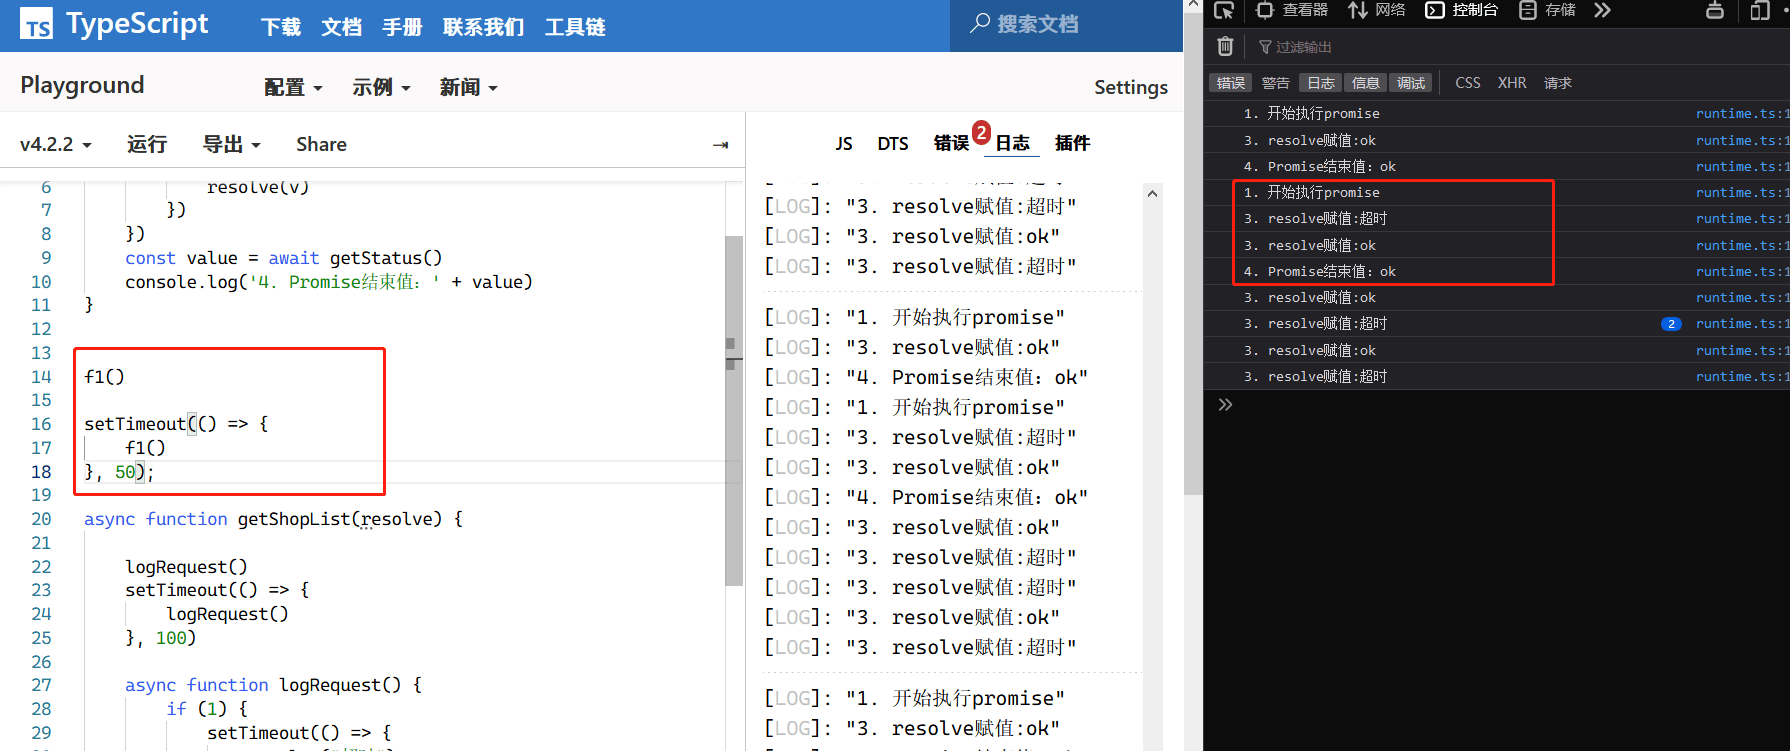 TS TypeScript 下载 文档 手册 联系我们 工具链 搜索文档
Playground 配置 示例 新闻 Settings
v4.2.2 运行 导出 Share
6 resolve(v)
7 })
8 })
9 const value = await getStatus()
10 console.log('4. Promise结束值: ' + value)
11 }
12
13
14 f1()
15
16 setTimeout(() => {
17 f1()
18 }, 50);
19
20 async function getShopList(resolve) {
21
22 logRequest()
23 setTimeout(() => {
24 logRequest()
25 }, 100)
26
27 async function logRequest() {
28 if (1) {
29 setTimeout(() => {
JS DTS 错误 2 日志 插件
[LOG]: "3. resolve赋值:超时"
[LOG]: "3. resolve赋值:ok"
[LOG]: "3. resolve赋值:超时"
[LOG]: "1. 开始执行promise"
[LOG]: "3. resolve赋值:ok"
[LOG]: "4. Promise结束值: ok"
[LOG]: "1. 开始执行promise"
[LOG]: "3. resolve赋值:超时"
[LOG]: "3. resolve赋值:ok"
[LOG]: "4. Promise结束值: ok"
[LOG]: "3. resolve赋值:ok"
[LOG]: "3. resolve赋值:超时"
[LOG]: "3. resolve赋值:超时"
[LOG]: "3. resolve赋值:ok"
[LOG]: "3. resolve赋值:超时"
[LOG]: "1. 开始执行promise"
[LOG]: "3. resolve赋值:ok"
查看器 网络 控制台 存储
过滤输出
错误 警告 日志 信息 调试 CSS XHR 请求
1. 开始执行promise runtime.ts:1
3. resolve赋值:ok runtime.ts:1
4. Promise结束值: ok runtime.ts:1
1. 开始执行promise runtime.ts:1
3. resolve赋值:超时 runtime.ts:1
3. resolve赋值:ok runtime.ts:1
4. Promise结束值: ok runtime.ts:1
3. resolve赋值:ok runtime.ts:1
3. resolve赋值:超时 2 runtime.ts:1
3. resolve赋值:ok runtime.ts:1
3. resolve赋值:超时 runtime.ts:1